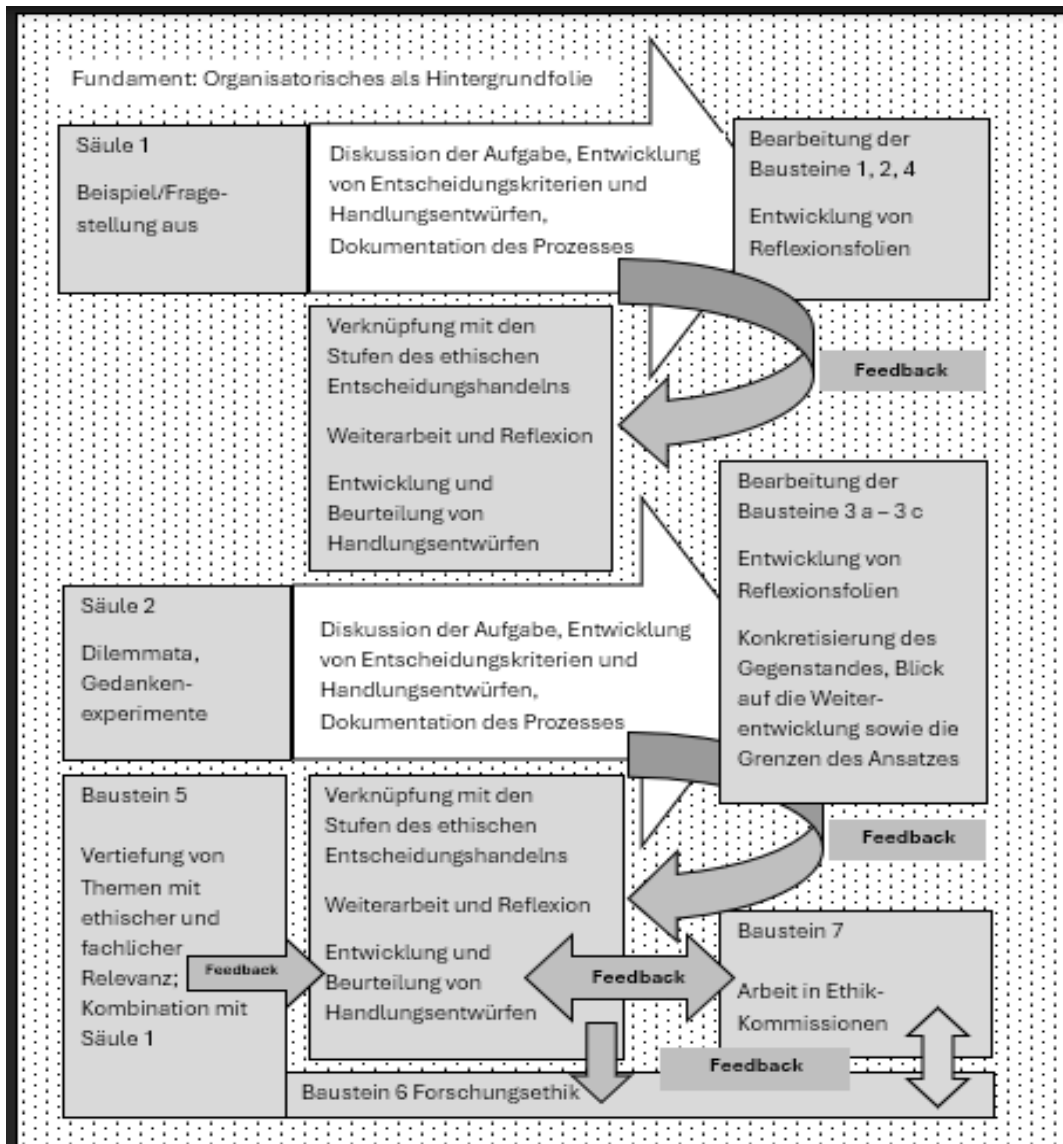 Fundament: Organisatorisches als Hintergrundfolie
Säule 1
Beispiel/Frage-
stellung aus
Diskussion der Aufgabe, Entwicklung
von Entscheidungskriterien und
Handlungsentwürfen,
Dokumentation des Prozesses
Bearbeitung der
Bausteine 1, 2, 4
Entwicklung von
Reflexionsfolien
Verknüpfung mit den
Stufen des ethischen
Entscheidungshandelns
Weiterarbeit und Reflexion
Entwicklung und
Beurteilung von
Handlungsentwürfen
Feedback
Säule 2
Dilemmata,
Gedanken-
experimente
Diskussion der Aufgabe, Entwicklung
von Entscheidungskriterien und
Handlungsentwürfen,
Dokumentation des Prozesses
Bearbeitung der
Bausteine 3 a – 3 c
Entwicklung von
Reflexionsfolien
Konkretisierung des
Gegenstandes, Blick
auf die Weiter-
entwicklung sowie die
Grenzen des Ansatzes
Baustein 5
Vertiefung von
Themen mit
ethischer und
fachlicher
Relevanz;
Kombination mit
Säule 1
Feedback
Verknüpfung mit den
Stufen des ethischen
Entscheidungshandelns
Weiterarbeit und Reflexion
Entwicklung und
Beurteilung von
Handlungsentwürfen
Feedback
Feedback
Baustein 7
Arbeit in Ethik-
Kommissionen
Feedback
Baustein 6 Forschungsethik